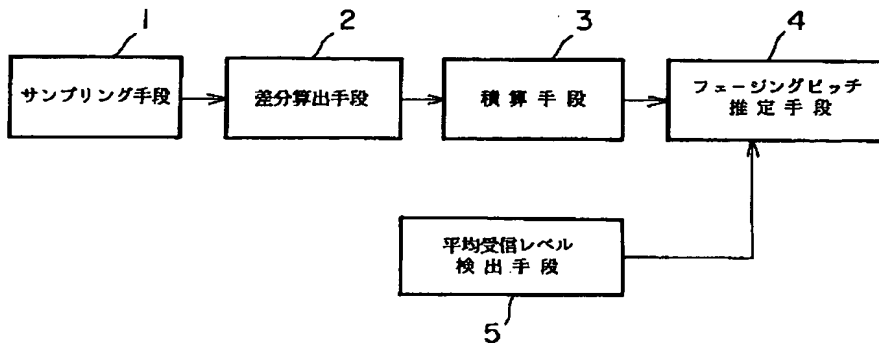 1
2
3
4
サンプリング手段
差分算出手段
積算手段
フェージングピッチ
推定手段
平均受信レベル
検出手段
5